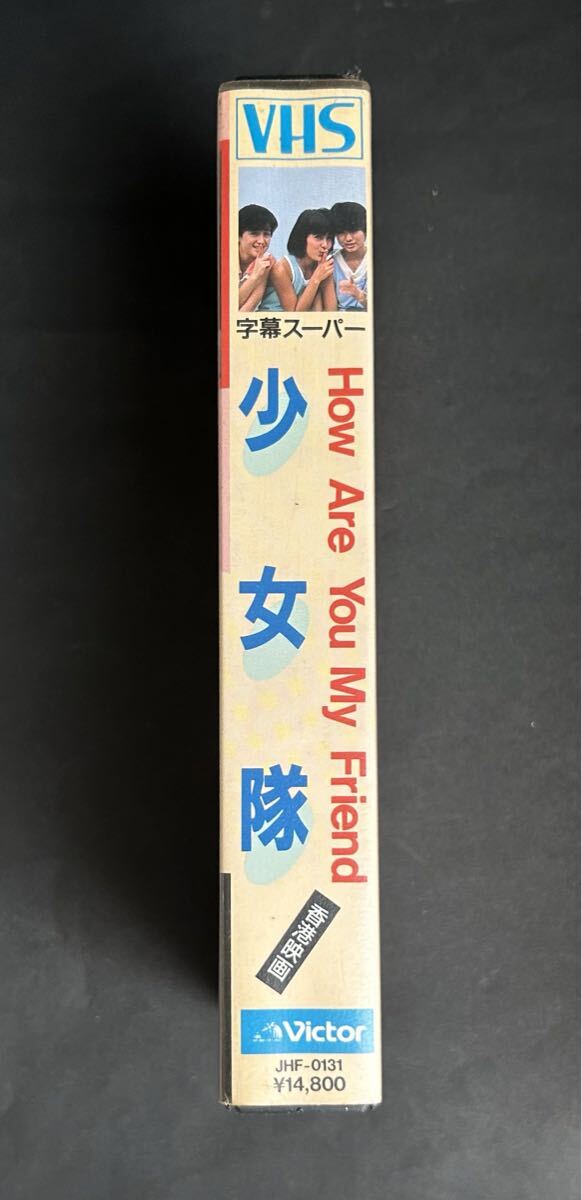 VHS
字幕スーパー
How Are You My Friend
少女隊
香港映画
Victor
JHF-0131
¥14,800